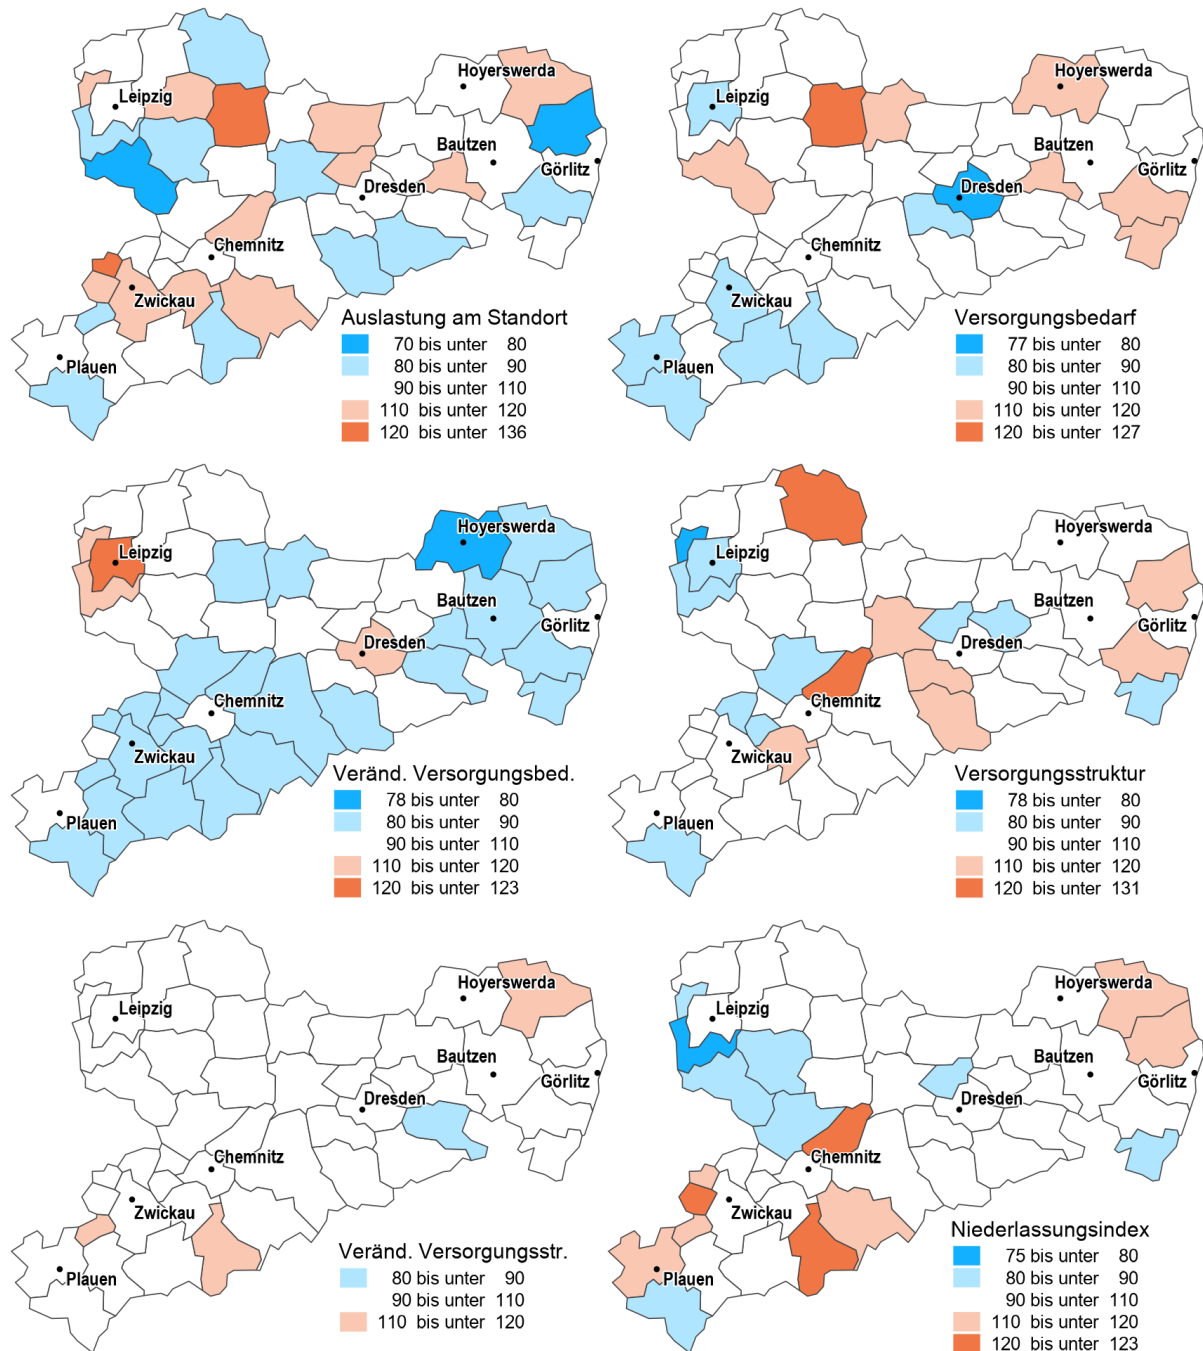 Hoyerswerda
Leipzig
Bautzen
Görlitz
Dresden
Chemnitz
Zwickau
Plauen
Auslastung am Standort
70 bis unter 80
80 bis unter 90
90 bis unter 110
110 bis unter 120
120 bis unter 136
Hoyerswerda
Leipzig
Bautzen
Görlitz
Dresden
Chemnitz
Zwickau
Plauen
Versorgungsbedarf
77 bis unter 80
80 bis unter 90
90 bis unter 110
110 bis unter 120
120 bis unter 127
Hoyerswerda
Leipzig
Bautzen
Görlitz
Dresden
Chemnitz
Zwickau
Plauen
Veränd. Versorgungsbed.
78 bis unter 80
80 bis unter 90
90 bis unter 110
110 bis unter 120
120 bis unter 123
Hoyerswerda
Leipzig
Bautzen
Görlitz
Dresden
Chemnitz
Zwickau
Plauen
Versorgungsstruktur
78 bis unter 80
80 bis unter 90
90 bis unter 110
110 bis unter 120
120 bis unter 131
Hoyerswerda
Leipzig
Bautzen
Görlitz
Dresden
Chemnitz
Zwickau
Plauen
Veränd. Versorgungsstr.
80 bis unter 90
90 bis unter 110
110 bis unter 120
Hoyerswerda
Leipzig
Bautzen
Görlitz
Dresden
Chemnitz
Zwickau
Plauen
Niederlassungsindex
75 bis unter 80
80 bis unter 90
90 bis unter 110
110 bis unter 120
120 bis unter 123